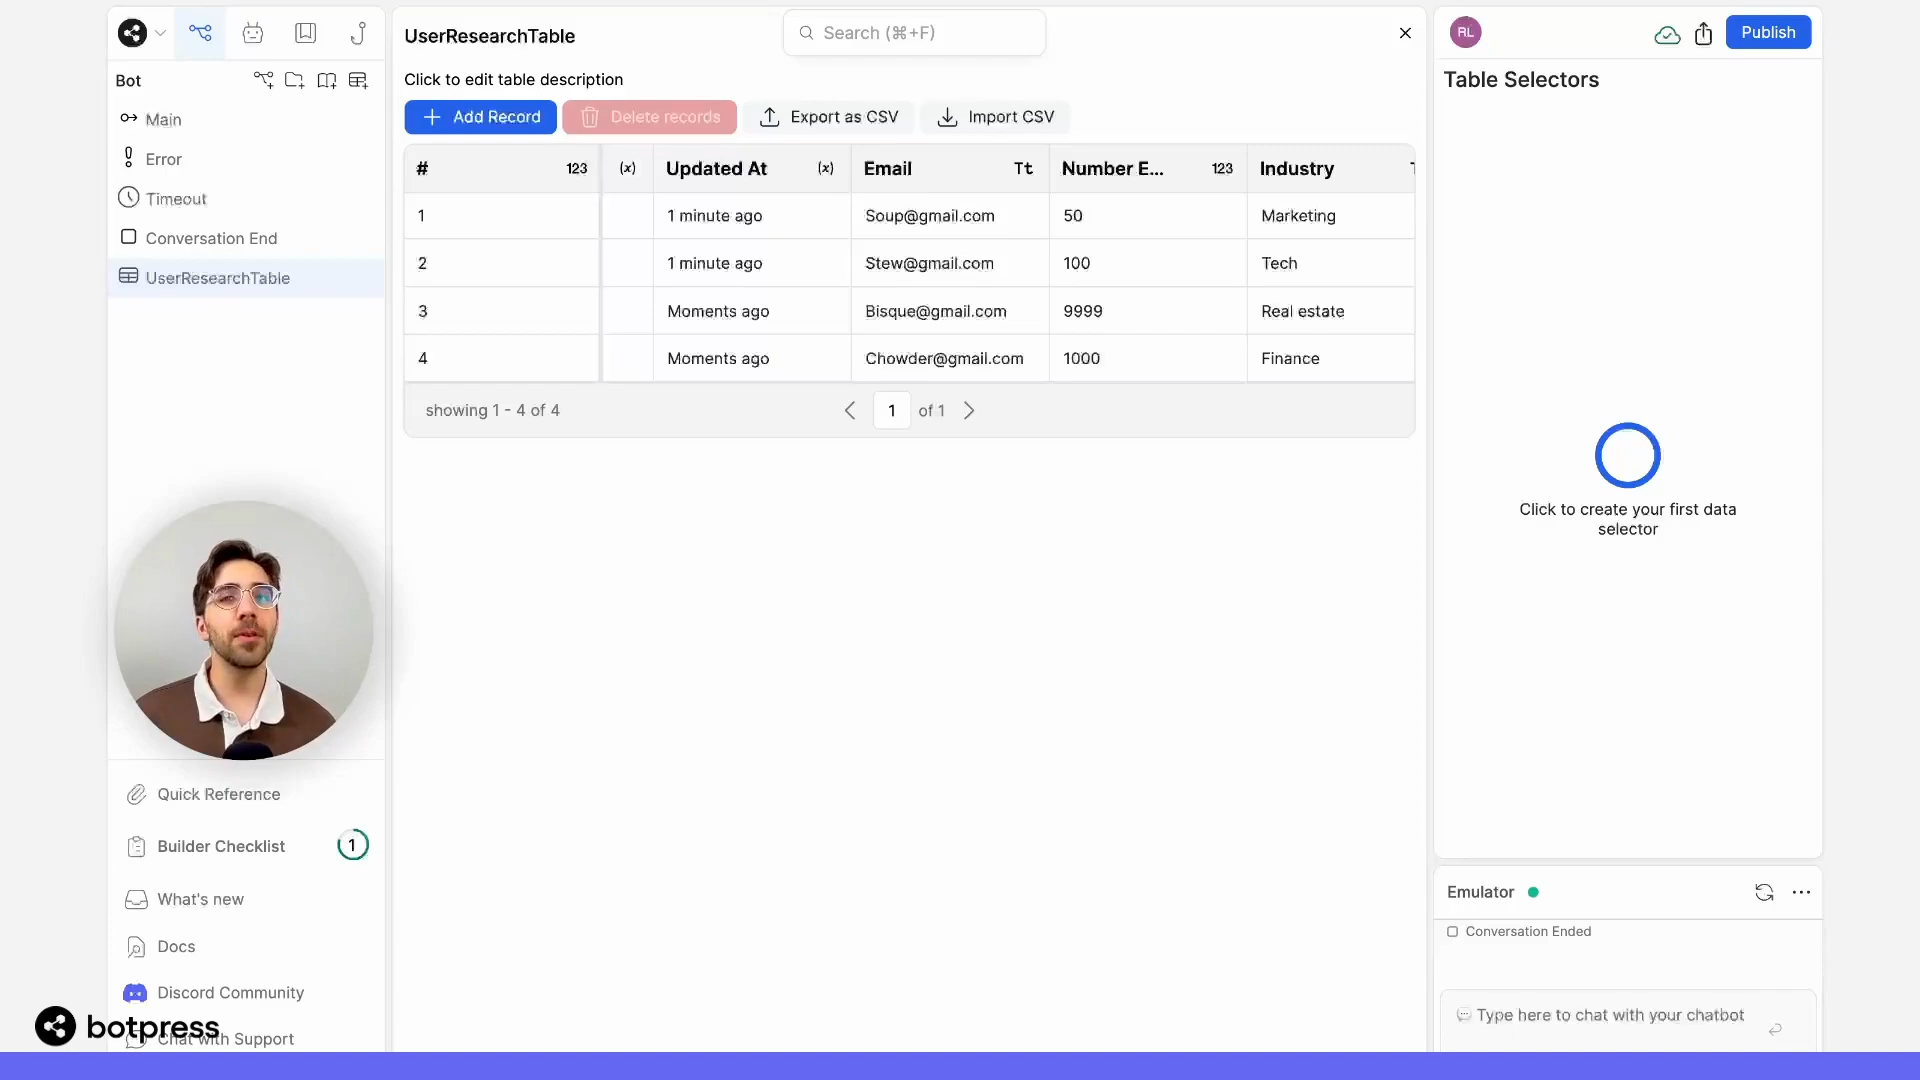 Bot
Main
Error
Timeout
Conversation End
UserResearchTable
Quick Reference
Builder Checklist
1
What's new
Docs
Discord Community
Chat with Support
botpress
UserResearchTable
Search (⌘+F)
Click to edit table description
Add Record
Delete records
Export as CSV
Import CSV
# 123 (x) Updated At (x) Email Tt Number E... 123 Industry
1 1 minute ago Soup@gmail.com 50 Marketing
2 1 minute ago Stew@gmail.com 100 Tech
3 Moments ago Bisque@gmail.com 9999 Real estate
4 Moments ago Chowder@gmail.com 1000 Finance
showing 1 - 4 of 4
1 of 1
RL
Publish
Table Selectors
Click to create your first data
selector
Emulator
Conversation Ended
Type here to chat with your chatbot